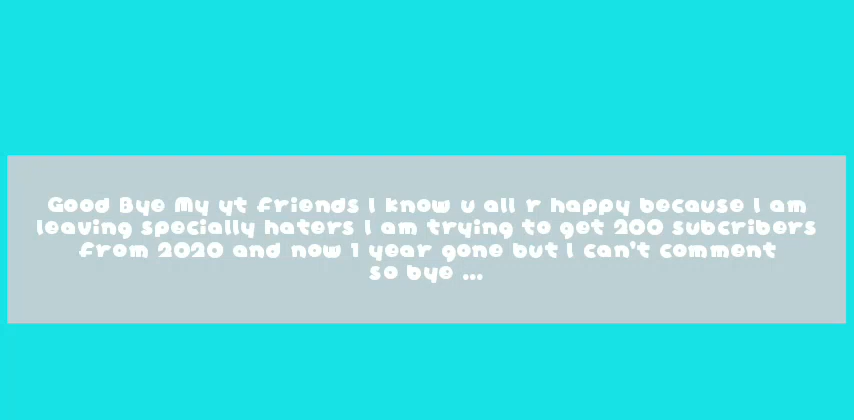 Good Bye My yt friends I know u all r happy because I am
leaving specially haters I am trying to get 200 subcribers
from 2020 and now 1 year gone but I can't comment
so bye ...